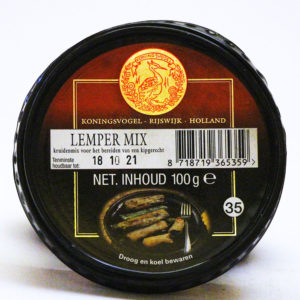 KONINGSVOGEL - RIJSWIJK - HOLLAND
LEMPER MIX
kruidenmix voor het bereiden van een kipgerecht
Tenminste
houdbaar tot: 18 10 21
8 718719 365359
NET. INHOUD 100 g e
35
Droog en koel bewaren